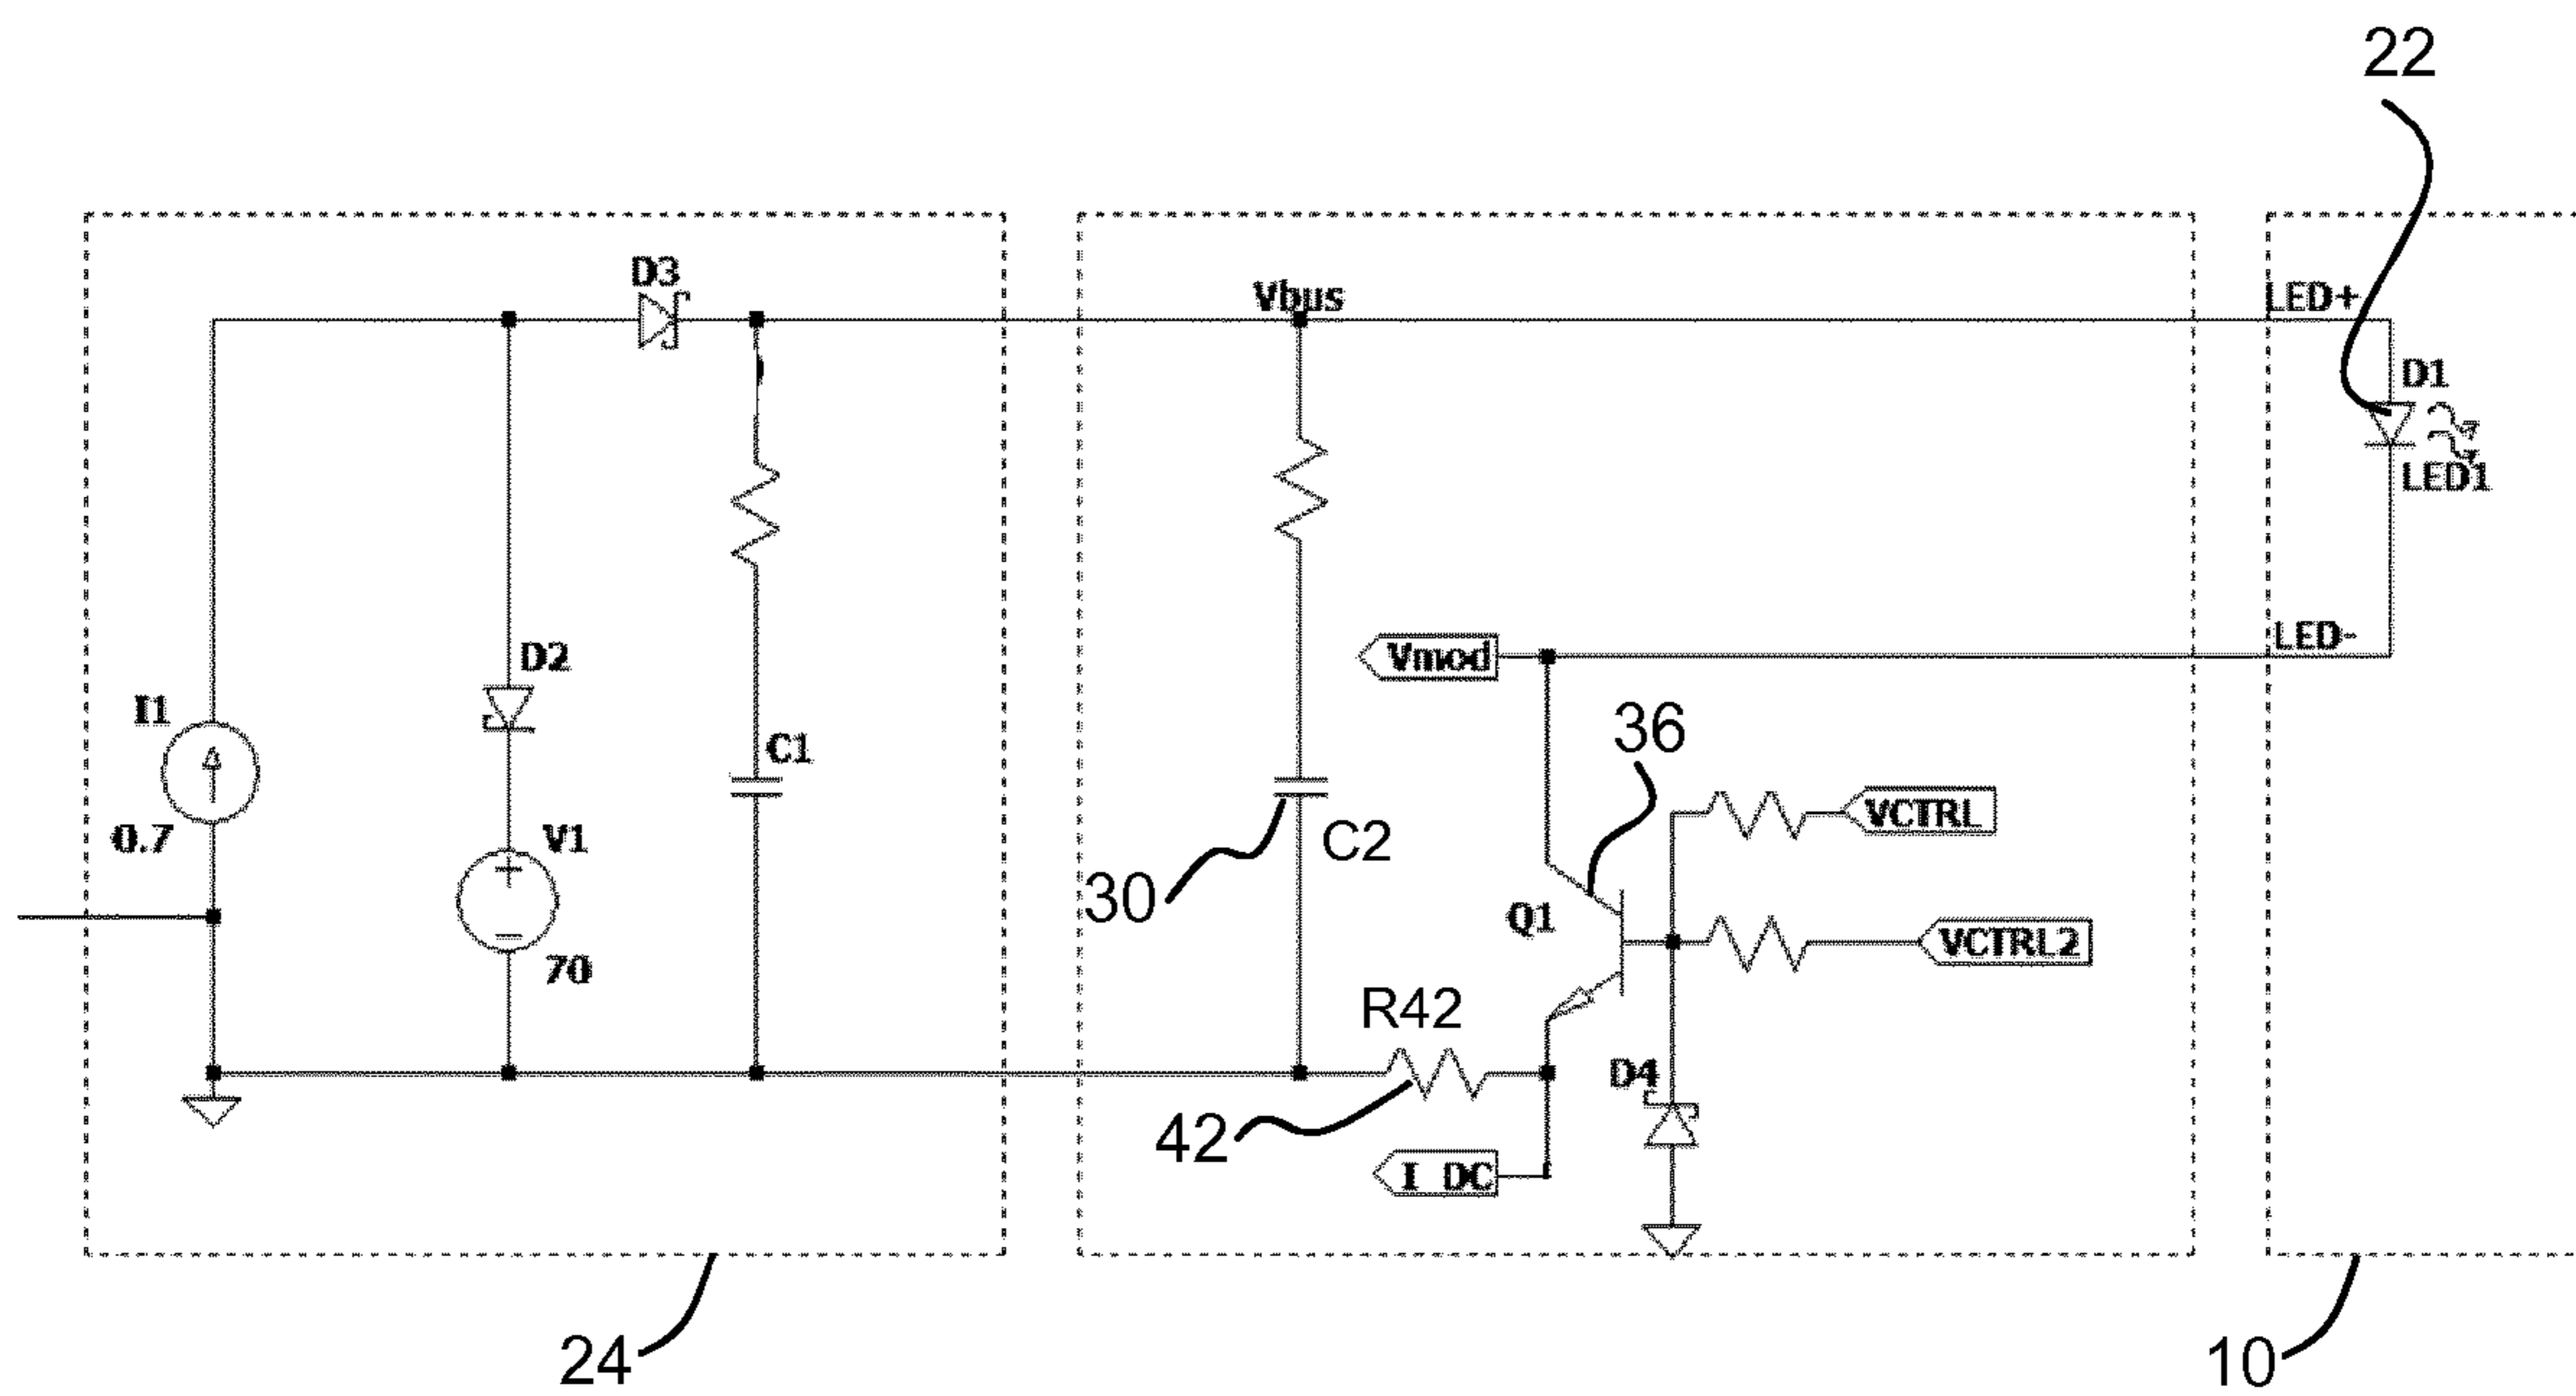 22
D3
Vbus
LED+
D1
LED1
D2
Vmod
LED-
I1
C1
36
0.7
V1
C2
VCTRL
30
Q1
VCTRL2
70
R42
D4
42
I DC
24
10